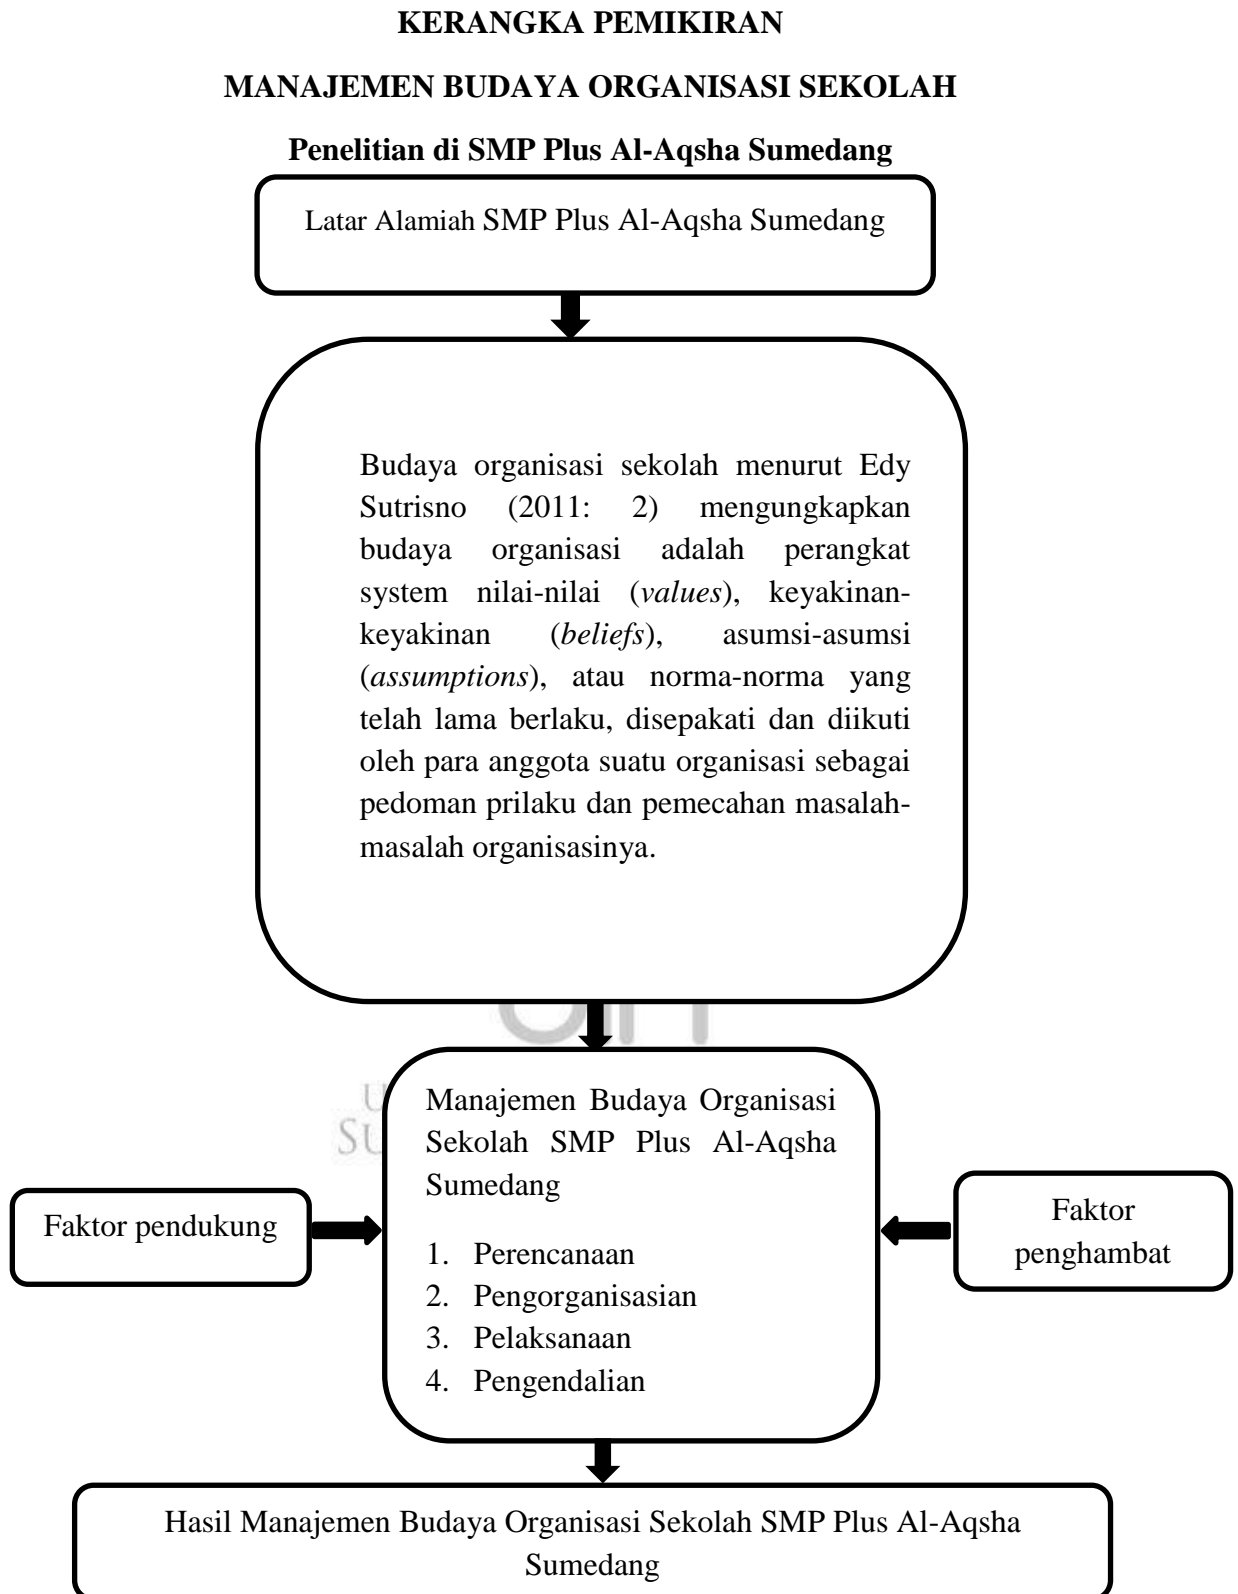 KERANGKA PEMIKIRAN
MANAJEMEN BUDAYA ORGANISASI SEKOLAH
Penelitian di SMP Plus Al-Aqsha Sumedang
Latar Alamiah SMP Plus Al-Aqsha Sumedang
Budaya organisasi sekolah menurut Edy
Sutrisno (2011: 2) mengungkapkan
budaya organisasi adalah perangkat
system nilai-nilai (values), keyakinan-
keyakinan (beliefs), asumsi-asumsi
(assumptions), atau norma-norma yang
telah lama berlaku, disepakati dan diikuti
oleh para anggota suatu organisasi sebagai
pedoman prilaku dan pemecahan masalah-
masalah organisasinya.
Manajemen Budaya Organisasi
Sekolah SMP Plus Al-Aqsha
Sumedang
1. Perencanaan
2. Pengorganisasian
3. Pelaksanaan
4. Pengendalian
Faktor pendukung
Faktor
penghambat
Hasil Manajemen Budaya Organisasi Sekolah SMP Plus Al-Aqsha
Sumedang